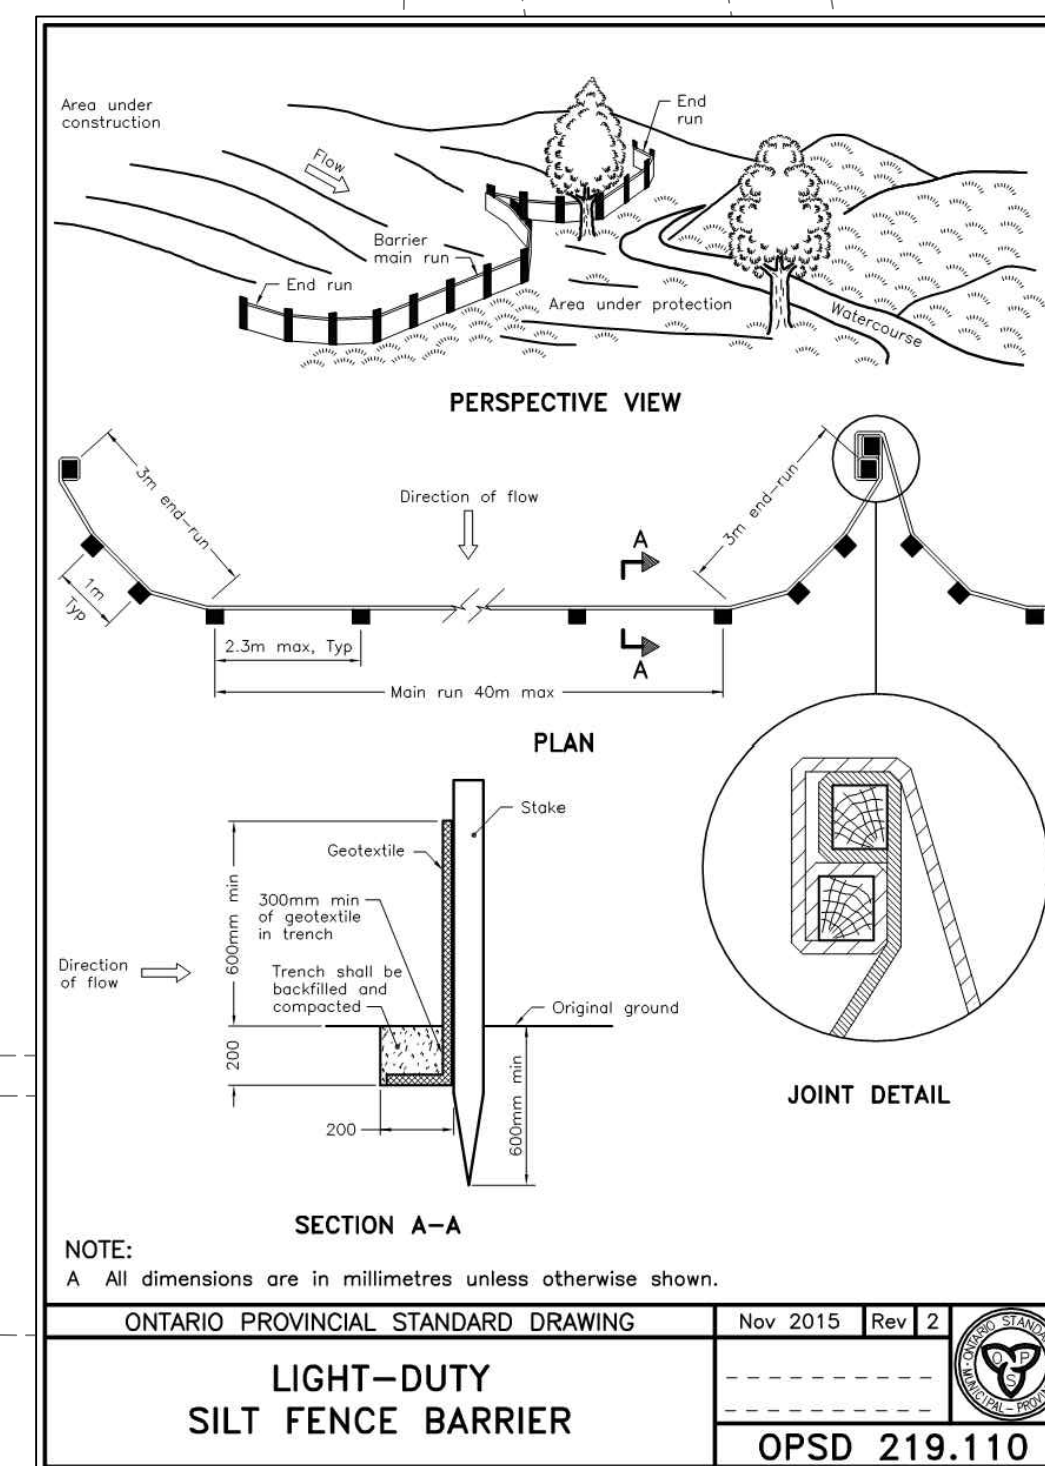 Area under
construction
Flow
End
run
Barrier
main run
End run
Area under protection
Watercourse
PERSPECTIVE VIEW
3m end-run
Direction of flow
3m end-run
A
1m
Typ
2.3m max, Typ
A
Main run 40m max
PLAN
Stake
Geotextile
600mm min
300mm min
of geotextile
in trench
Direction
of flow
Trench shall be
backfilled and
compacted
Original ground
200
600mm min
200
JOINT DETAIL
SECTION A-A
NOTE:
A All dimensions are in millimetres unless otherwise shown.
ONTARIO PROVINCIAL STANDARD DRAWING
Nov 2015
Rev
2
LIGHT-DUTY
SILT FENCE BARRIER
OPS
OPSD 219.110